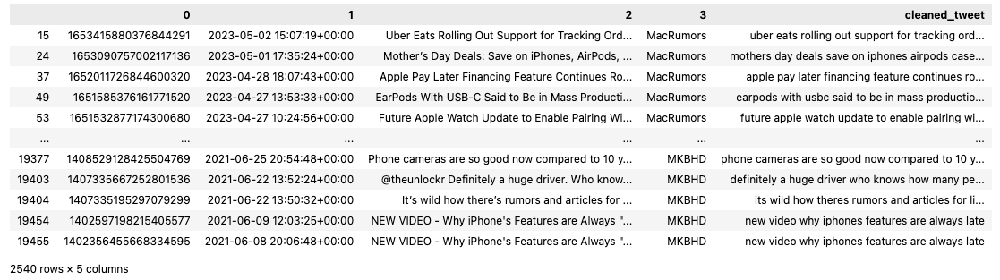 0 1 2 3 cleaned_tweet
15 1653415880376844291 2023-05-02 15:07:19+00:00 Uber Eats Rolling Out Support for Tracking Ord... MacRumors uber eats rolling out support for tracking ord...
24 1653090757002117136 2023-05-01 17:35:24+00:00 Mother's Day Deals: Save on iPhones, AirPods, ... MacRumors mothers day deals save on iphones airpods case...
37 1652011726844600320 2023-04-28 18:07:43+00:00 Apple Pay Later Financing Feature Continues Ro... MacRumors apple pay later financing feature continues ro...
49 1651585376161771520 2023-04-27 13:53:33+00:00 EarPods With USB-C Said to Be in Mass Producti... MacRumors earpods with usbc said to be in mass productio...
53 1651532877174300680 2023-04-27 10:24:56+00:00 Future Apple Watch Update to Enable Pairing Wi... MacRumors future apple watch update to enable pairing wi...
... ... ... ... ... ...
19377 1408529128425504769 2021-06-25 20:54:48+00:00 Phone cameras are so good now compared to 10 y... MKBHD phone cameras are so good now compared to 10 y...
19403 1407335667252801536 2021-06-22 13:52:24+00:00 @theunlockr Definitely a huge driver. Who know... MKBHD definitely a huge driver who knows how many pe...
19404 1407335195297079299 2021-06-22 13:50:32+00:00 It's wild how there's rumors and articles for ... MKBHD its wild how theres rumors and articles for li...
19454 1402597198215405577 2021-06-09 12:03:25+00:00 NEW VIDEO - Why iPhone's Features are Always "... MKBHD new video why iphones features are always late
19455 1402356455668334595 2021-06-08 20:06:48+00:00 NEW VIDEO - Why iPhone's Features are Always "... MKBHD new video why iphones features are always late
2540 rows × 5 columns